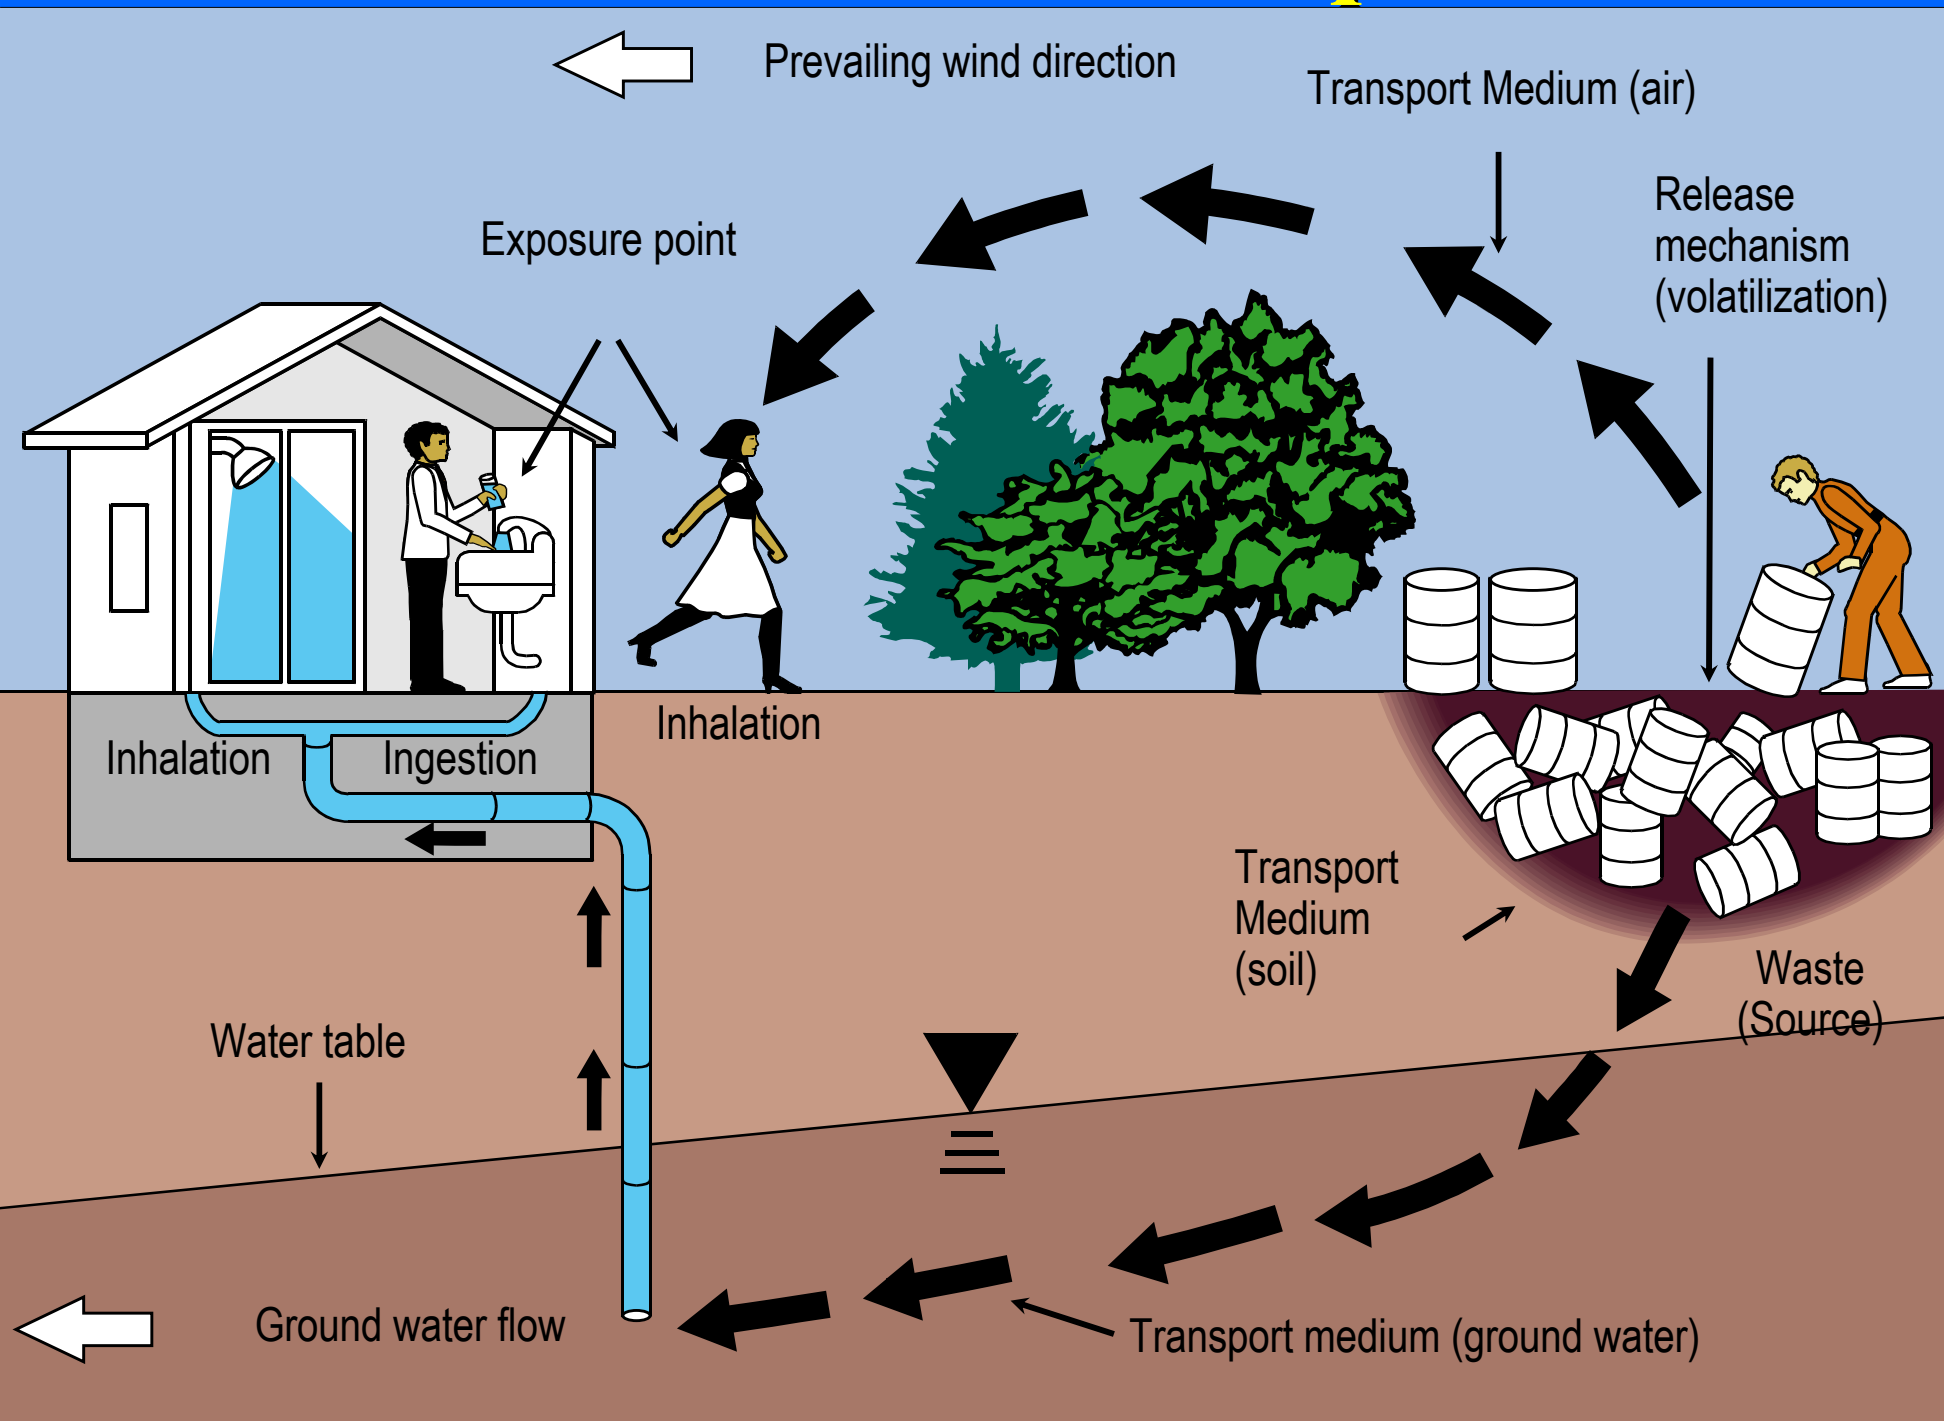 Prevailing wind direction
Transport Medium (air)
Release
mechanism
(volatilization)
Exposure point
Inhalation
Inhalation
Ingestion
Transport
Medium
(soil)
Waste
(Source)
Water table
Ground water flow
Transport medium (ground water)